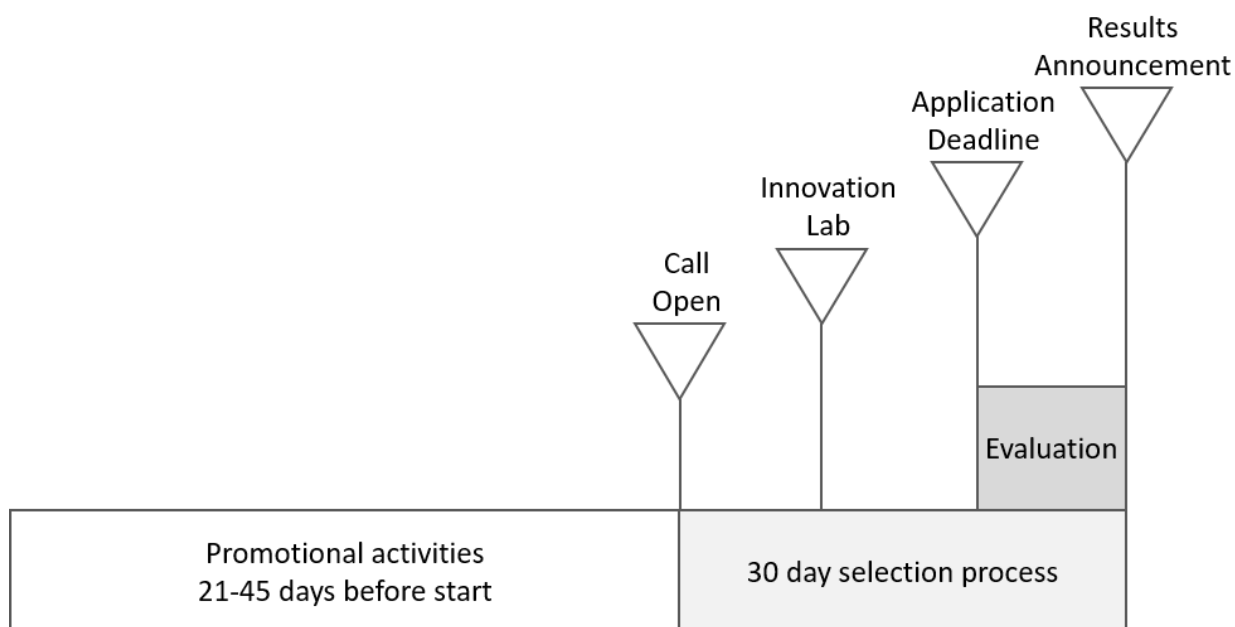 Results
Announcement
Application
Deadline
Innovation
Lab
Call
Open
Evaluation
Promotional activities
21-45 days before start
30 day selection process